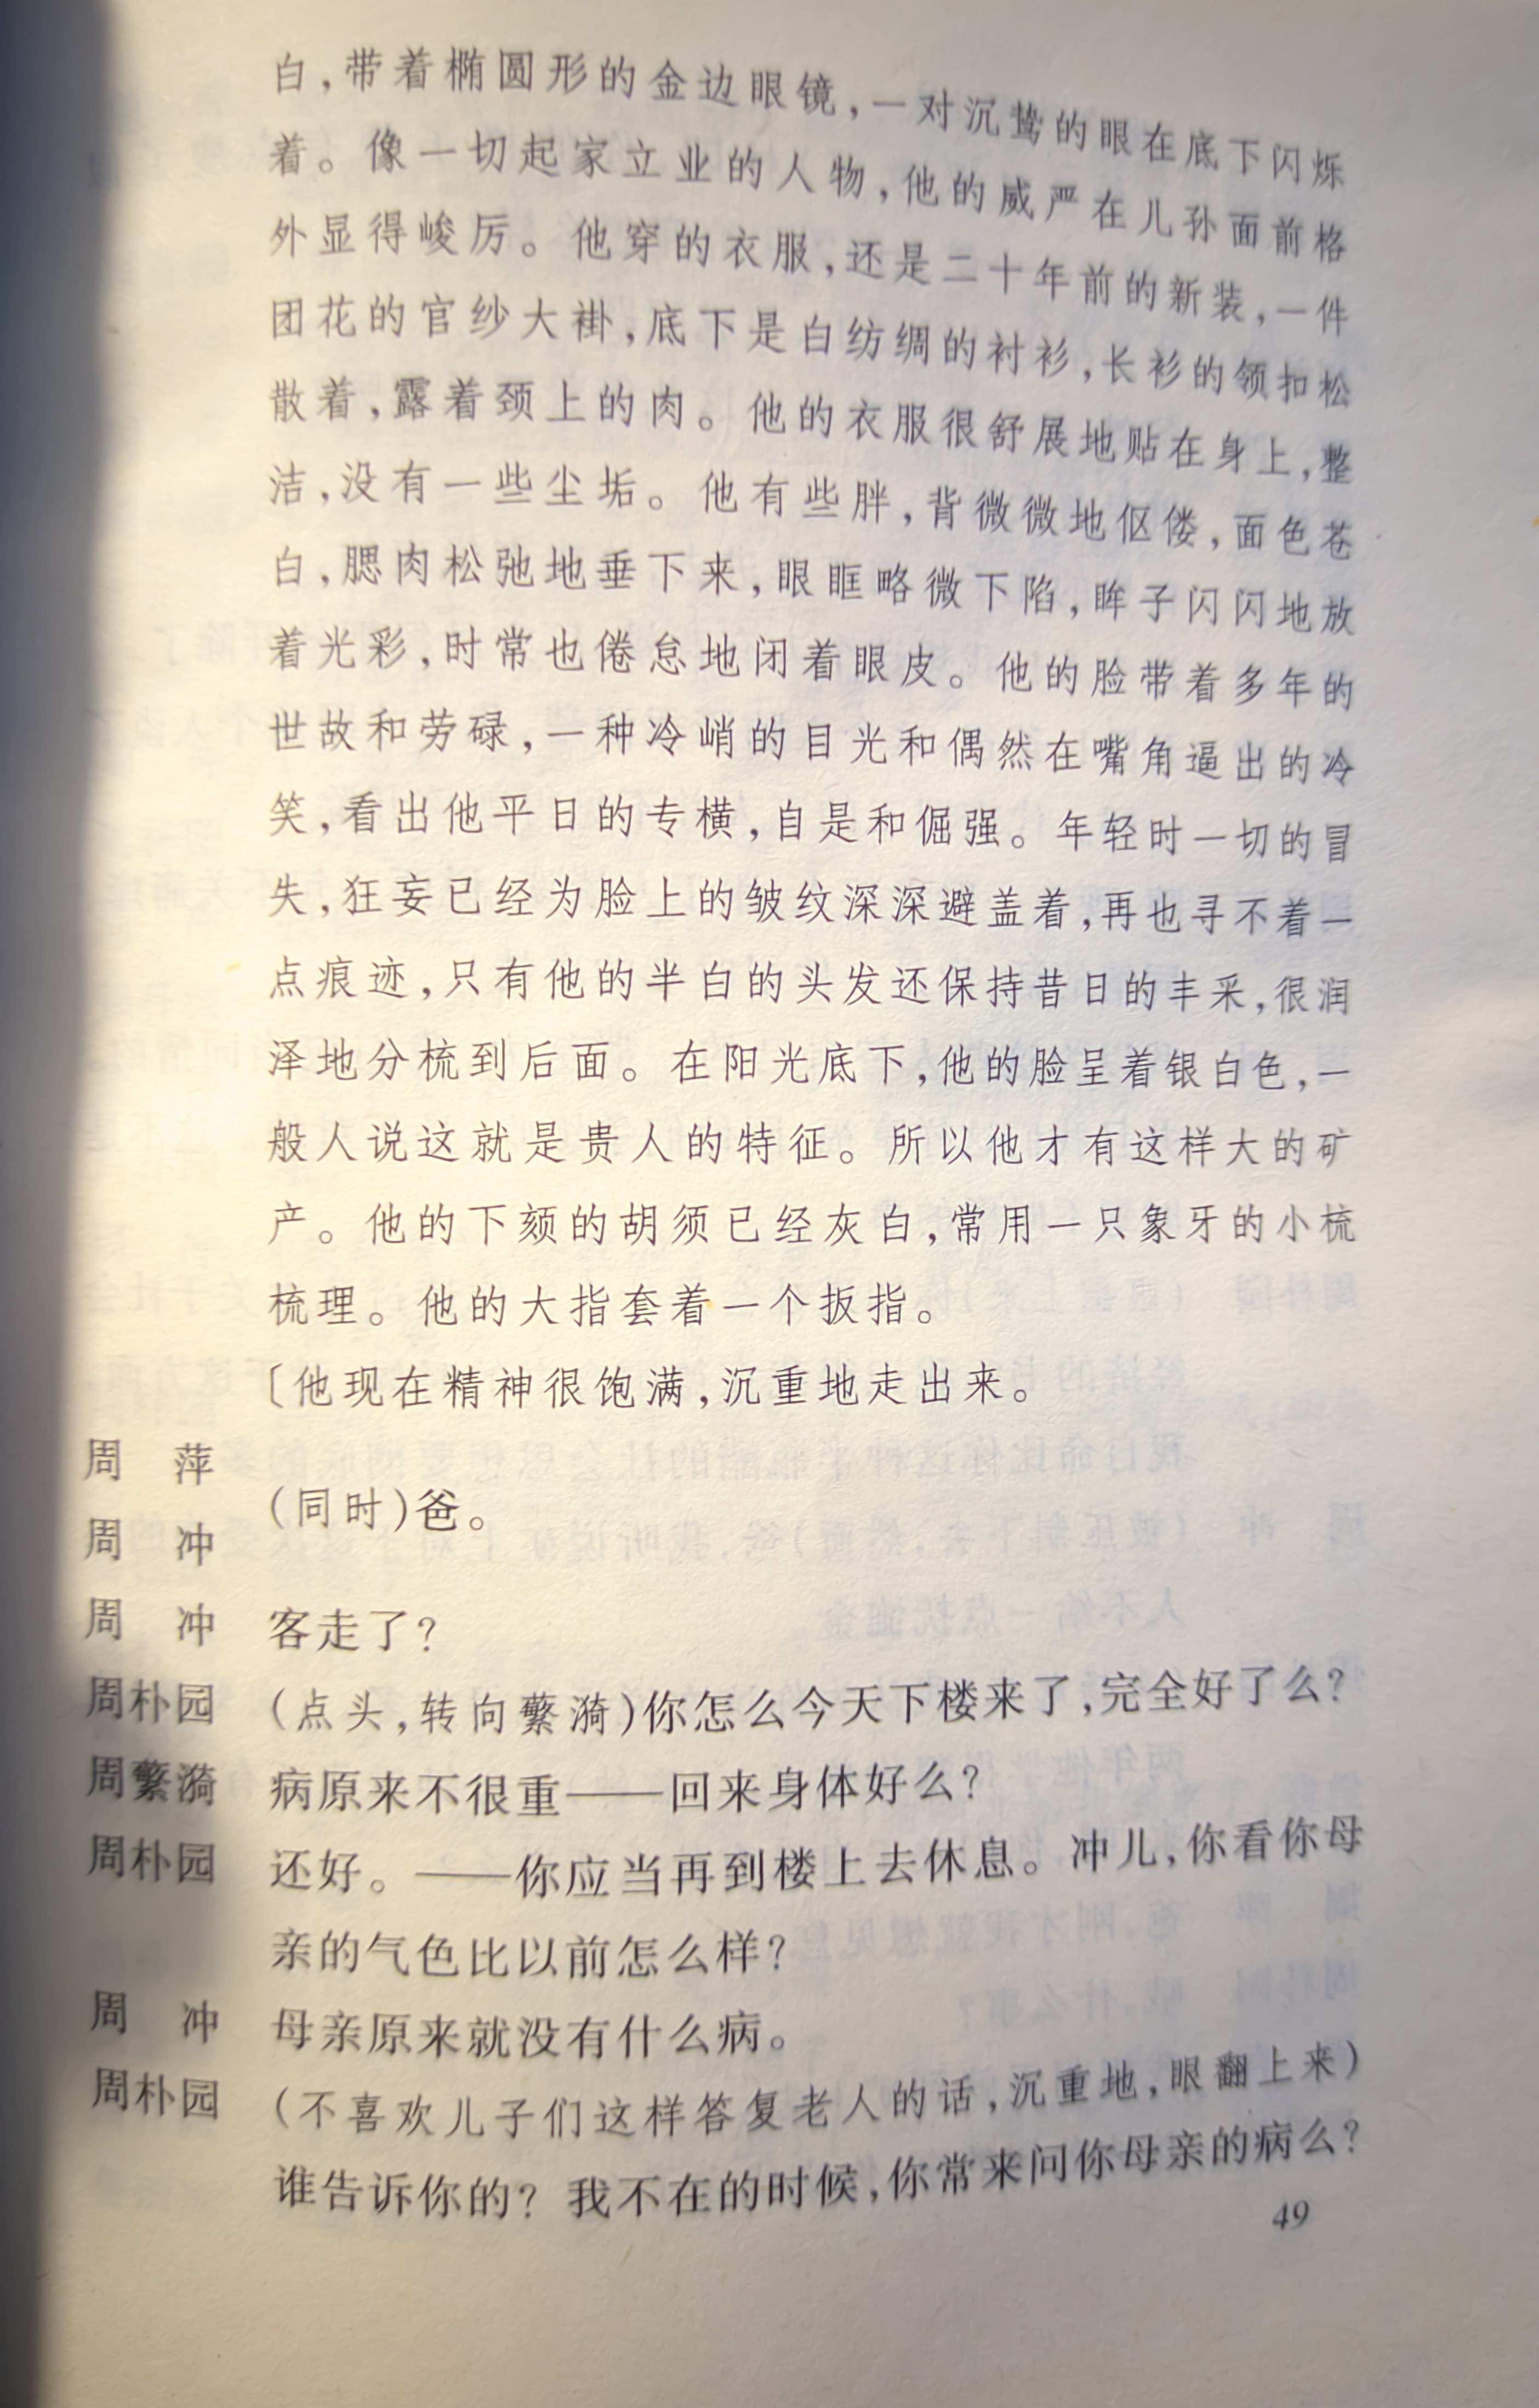 白，带着椭圆形的金边眼镜，一对沉鸷的眼在底下闪烁
着。像一切起家立业的人物，他的威严在儿孙面前格
外显得峻厉。他穿的衣服，还是二十年前的新装，一件
团花的官纱大褂，底下是白纺绸的衬衫，长衫的领扣松
散着，露着颈上的肉。他的衣服很舒展地贴在身上，整
洁，没有一些尘垢。他有些胖，背微微地伛偻，面色苍
白，腮肉松弛地垂下来，眼眶略微下陷，眸子闪闪地放
着光彩，时常也倦怠地闭着眼皮。他的脸带着多年的
世故和劳碌，一种冷峭的目光和偶然在嘴角逼出的冷
笑，看出他平日的专横，自是和倔强。年轻时一切的冒
失，狂妄已经为脸上的皱纹深深避盖着，再也寻不着一
点痕迹，只有他的半白的头发还保持昔日的丰采，很润
泽地分梳到后面。在阳光底下，他的脸呈着银白色，一
般人说这就是贵人的特征。所以他才有这样大的矿
产。他的下颏的胡须已经灰白，常用一只象牙的小梳
梳理。他的大指套着一个扳指。
〔他现在精神很饱满，沉重地走出来。
周　萍
周　冲
（同时）爸。
周　冲　客走了？
周朴园　（点头，转向蘩漪）你怎么今天下楼来了，完全好了么？
周蘩漪　病原来不很重——回来身体好么？
周朴园　还好。——你应当再到楼上去休息。冲儿，你看你母
亲的气色比以前怎么样？
周　冲　母亲原来就没有什么病。
周朴园　（不喜欢儿子们这样答复老人的话，沉重地，眼翻上来）
谁告诉你的？我不在的时候，你常来问你母亲的病么？
49